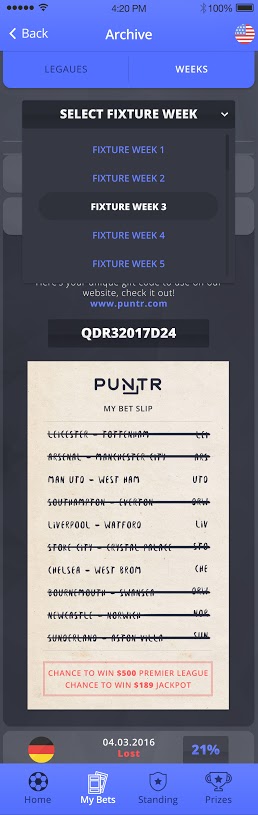 4:20 PM 100%
Back Archive
LEGAUES WEEKS
SELECT FIXTURE WEEK
FIXTURE WEEK 1
FIXTURE WEEK 2
FIXTURE WEEK 3
FIXTURE WEEK 4
FIXTURE WEEK 5
Here's your unique gift code to use on our
website, check it out!
www.puntr.com
QDR32017D24
PUNTR
MY BET SLIP
LEICESTER - TOTTENHAM LEI
ARSENAL - MANCHESTER CITY ARS
MAN UTD - WEST HAM UTD
SOUTHAMPTON - EVERTON DRW
LIVERPOOL - WATFORD LIV
STOKE CITY - CRYSTAL PALACE STO
CHELSEA - WEST BROM CHE
BOURNEMOUTH - SWANSEA DRW
NEWCASTLE - NORWICH NOR
SUNDERLAND - ASTON VILLA SUN
CHANCE TO WIN $500 PREMIER LEAGUE
CHANCE TO WIN $189 JACKPOT
04.03.2016
Lost
21%
Home My Bets Standing Prizes